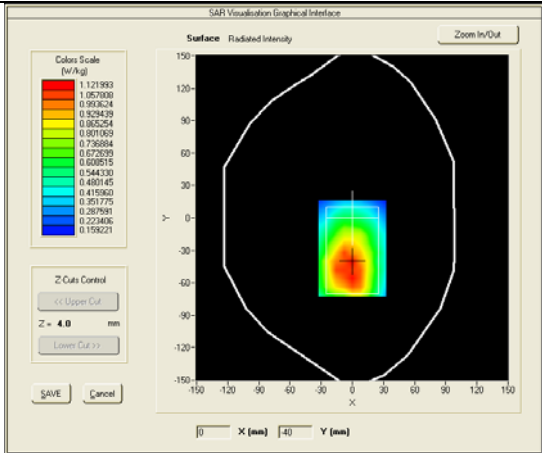 SAR Visualisation Graphical Interface
Surface Radiated Intensity
Zoom In/Out
Colors Scale
(W/kg)
1.121993
1.057808
0.993624
0.929439
0.865254
0.801069
0.736884
0.672699
0.608515
0.544330
0.480145
0.415960
0.351775
0.287591
0.223406
0.159221
Z-Cuts Control
<< Upper Cut
Z = 4.0 mm
Lower Cut >>
SAVE Cancel
150
120
90
60
30
0
-30
-60
-90
-120
-150
Y
-150 -120 -90 -60 -30 0 30 60 90 120 150
X
0 X (mm) -40 Y (mm)